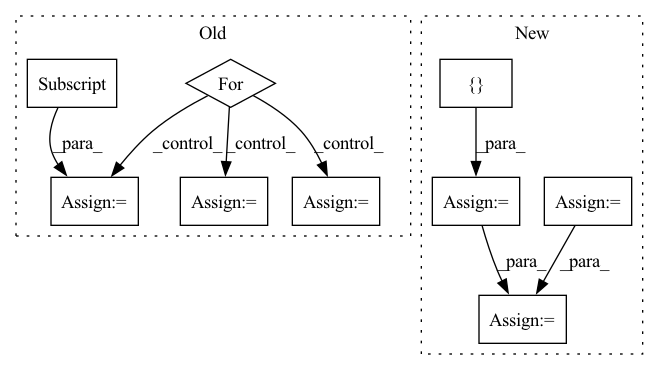 Old
New
Subscript
For
{}
_para_
_control_
_control_
_control_
_para_
Assign:=
Assign:=
Assign:=
Assign:=
Assign:=
_para_
_para_
Assign:=